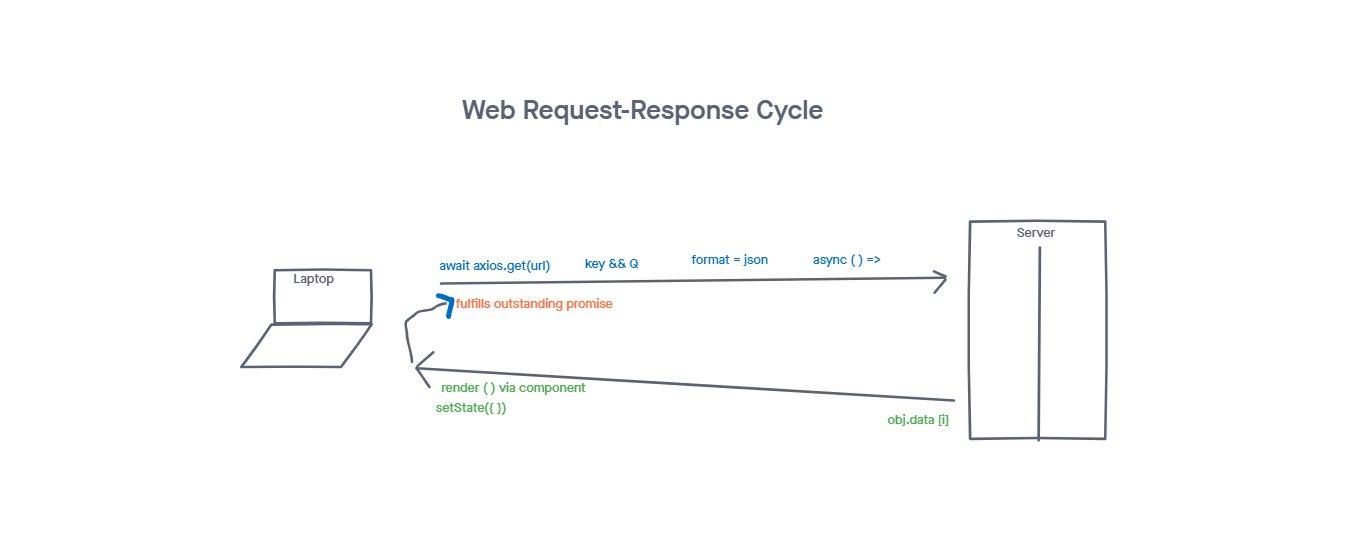 Web Request-Response Cycle
Server
await axios.get(url)
key && Q
format = json
async ( ) =>
Laptop
fulfills outstanding promise
render ( ) via component
setState({ })
obj.data [i]